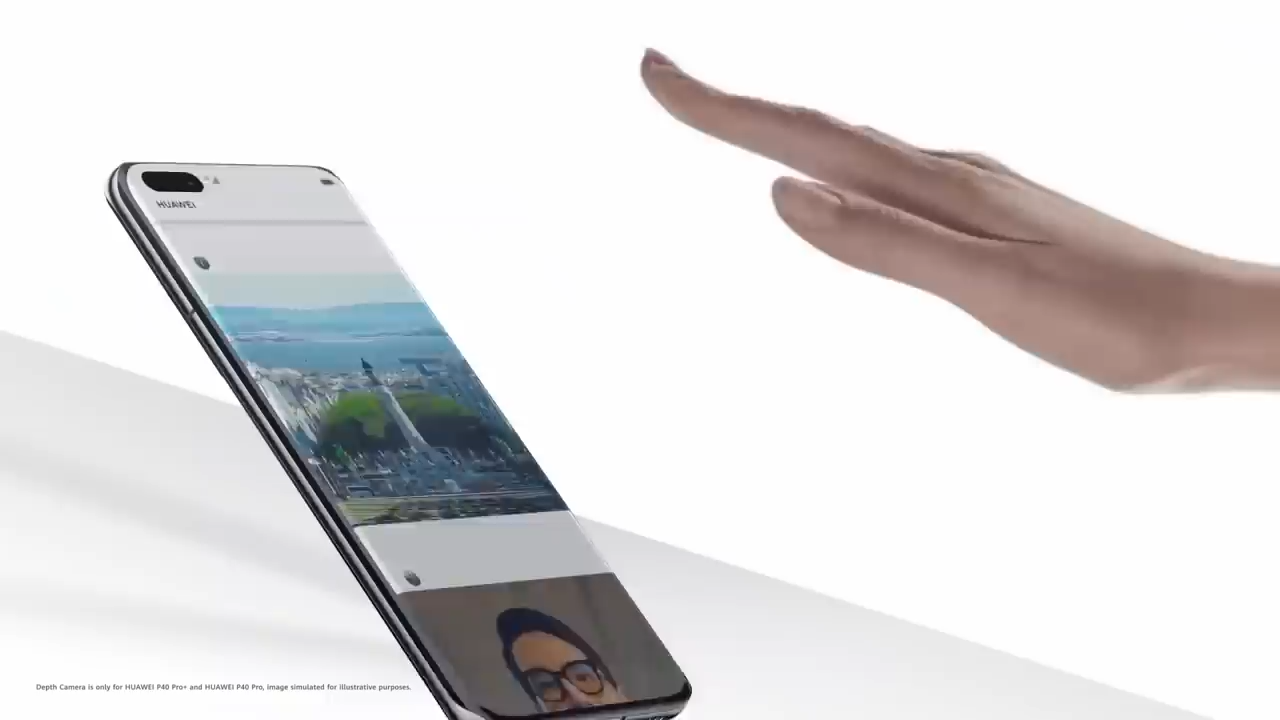 HUAWEI
Depth Camera is only for HUAWEI P40 Pro+ and HUAWEI P40 Pro, image simulated for illustrative purposes.